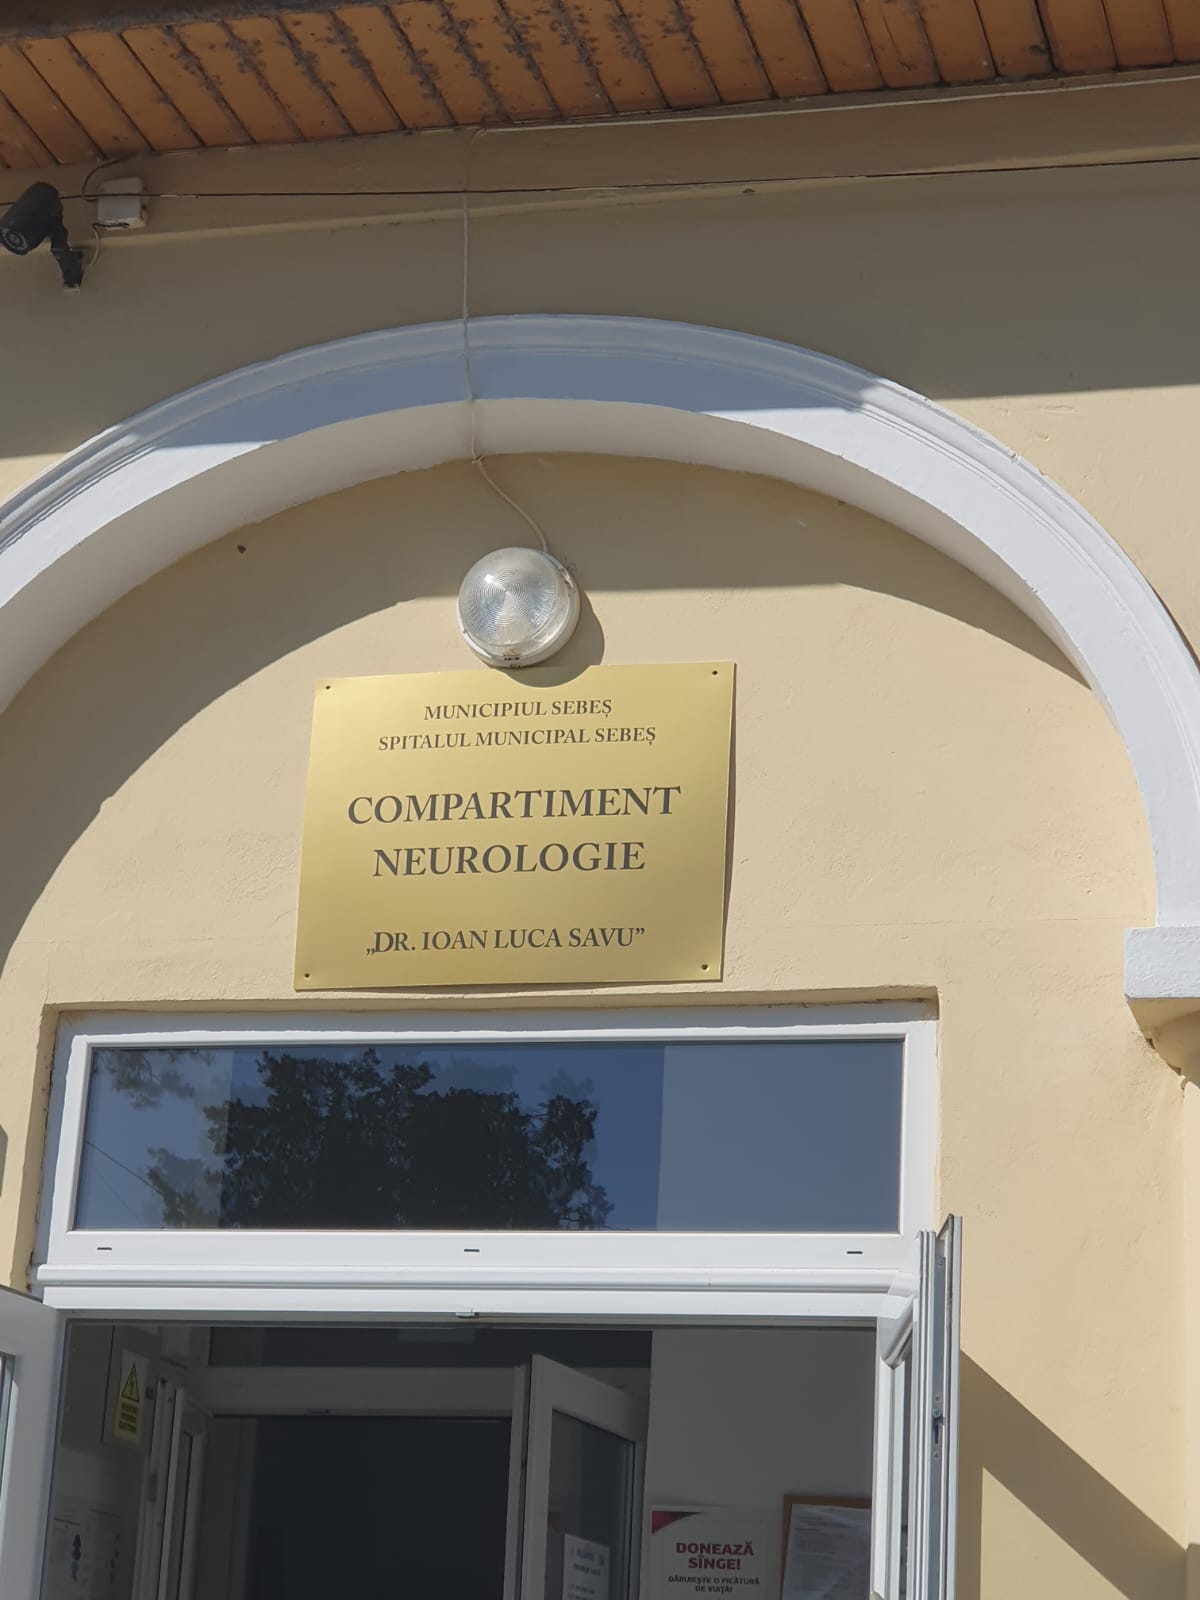 MUNICIPIUL SEBEȘ
SPITALUL MUNICIPAL SEBEȘ
COMPARTIMENT
NEUROLOGIE
„DR. IOAN LUCA SAVU”
DONEAZĂ
SÎNGE!
DĂRUIEȘTE O PICĂTURĂ
DE VIAȚĂ!